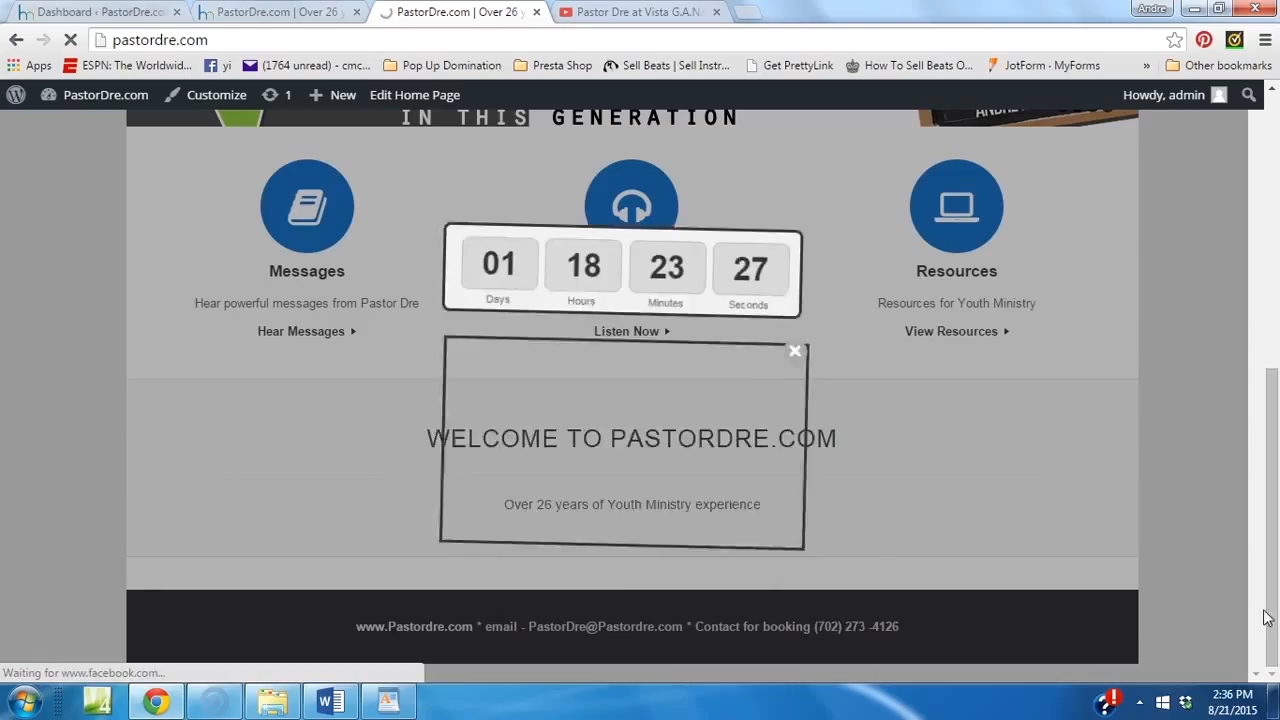 Dashboard ‹ PastorDre.co
PastorDre.com | Over 26 y
PastorDre.com | Over 26 y
Pastor Dre at Vista G.A.N.
Andre
pastordre.com
Apps
ESPN: The Worldwid...
yi
(1764 unread) - cmc...
Pop Up Domination
Presta Shop
Sell Beats | Sell Instr...
Get PrettyLink
How To Sell Beats O...
JotForm · MyForms
»
Other bookmarks
PastorDre.com
Customize
1
New
Edit Home Page
Howdy, admin
IN THIS GENERATION
Messages
Hear powerful messages from Pastor Dre
Hear Messages
01 18 23 27
Days Hours Minutes Seconds
Listen Now
Resources
Resources for Youth Ministry
View Resources
WELCOME TO PASTORDRE.COM
Over 26 years of Youth Ministry experience
www.Pastordre.com * email - PastorDre@Pastordre.com * Contact for booking (702) 273 -4126
Waiting for www.facebook.com...
2:36 PM
8/21/2015